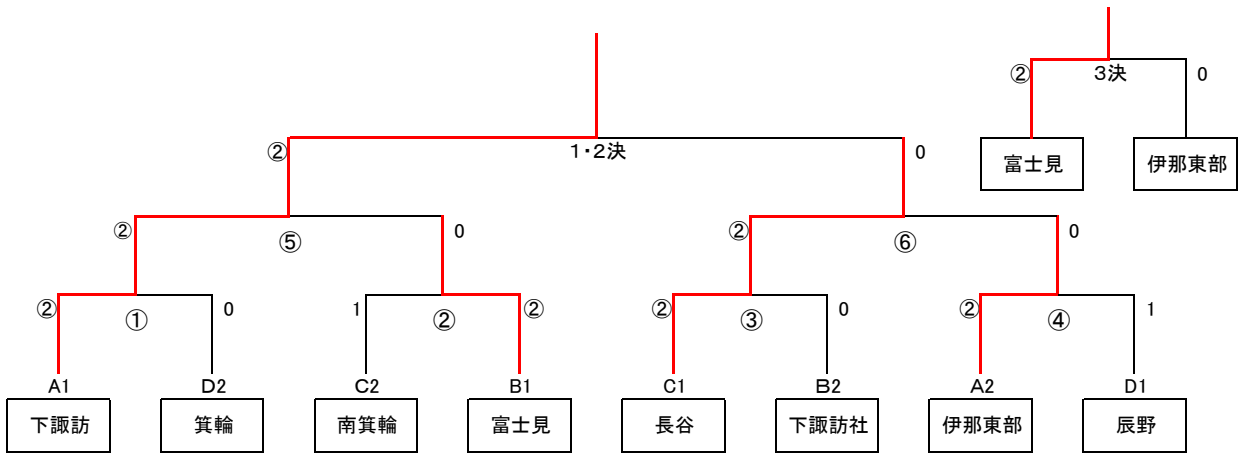 ② 3決 0
富士見 伊那東部
② 1・2決 0
② ⑤ 0 ② ⑥ 0
② ① 0 1 ② ② ② ③ 0 ② ④ 1
A1 D2 C2 B1 C1 B2 A2 D1
下諏訪 箕輪 南箕輪 富士見 長谷 下諏訪社 伊那東部 辰野